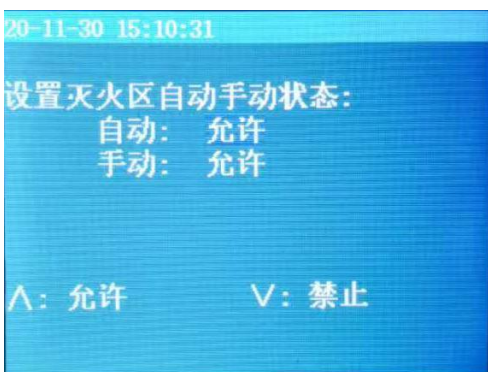 20-11-30 15:10:31
设置灭火区自动手动状态:
自动: 允许
手动: 允许
∧: 允许 ∨: 禁止